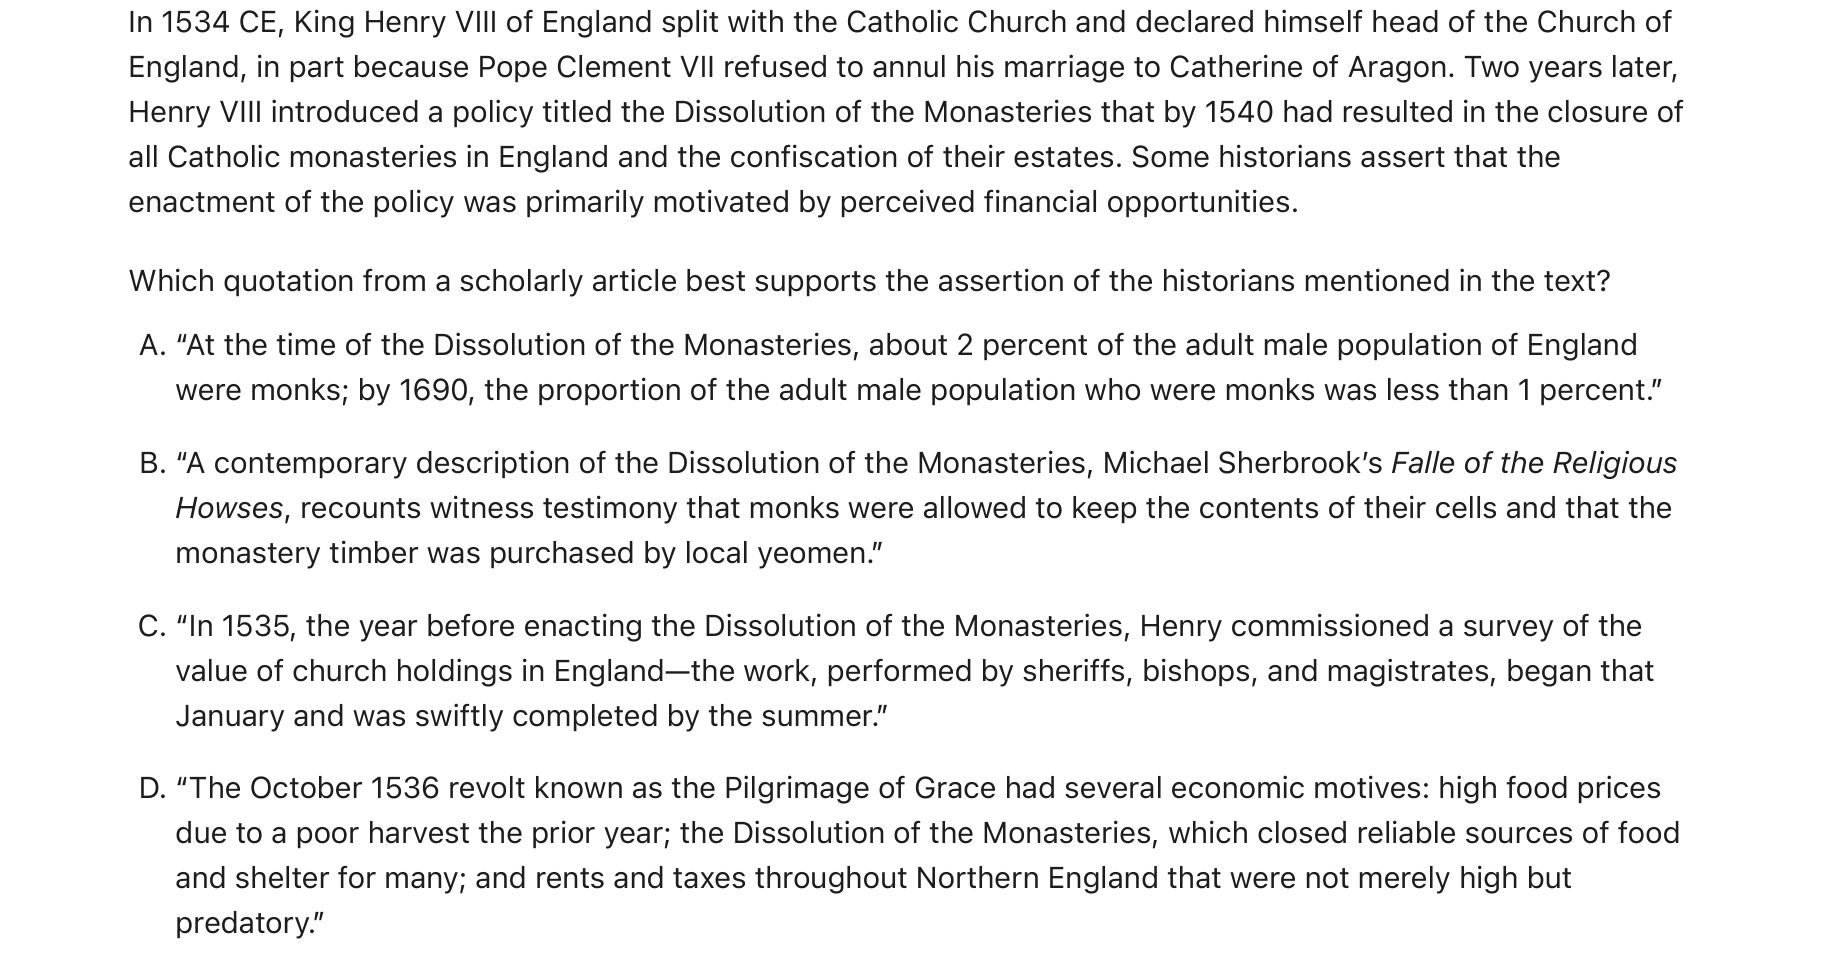 In 1534 CE, King Henry VIII of England split with the Catholic Church and declared himself head of the Church of
England, in part because Pope Clement VII refused to annul his marriage to Catherine of Aragon. Two years later,
Henry VIII introduced a policy titled the Dissolution of the Monasteries that by 1540 had resulted in the closure of
all Catholic monasteries in England and the confiscation of their estates. Some historians assert that the
enactment of the policy was primarily motivated by perceived financial opportunities.
Which quotation from a scholarly article best supports the assertion of the historians mentioned in the text?
A. “At the time of the Dissolution of the Monasteries, about 2 percent of the adult male population of England
were monks; by 1690, the proportion of the adult male population who were monks was less than 1 percent.”
B. “A contemporary description of the Dissolution of the Monasteries, Michael Sherbrook’s Falle of the Religious
Howses, recounts witness testimony that monks were allowed to keep the contents of their cells and that the
monastery timber was purchased by local yeomen.”
C. “In 1535, the year before enacting the Dissolution of the Monasteries, Henry commissioned a survey of the
value of church holdings in England—the work, performed by sheriffs, bishops, and magistrates, began that
January and was swiftly completed by the summer.”
D. “The October 1536 revolt known as the Pilgrimage of Grace had several economic motives: high food prices
due to a poor harvest the prior year; the Dissolution of the Monasteries, which closed reliable sources of food
and shelter for many; and rents and taxes throughout Northern England that were not merely high but
predatory.”